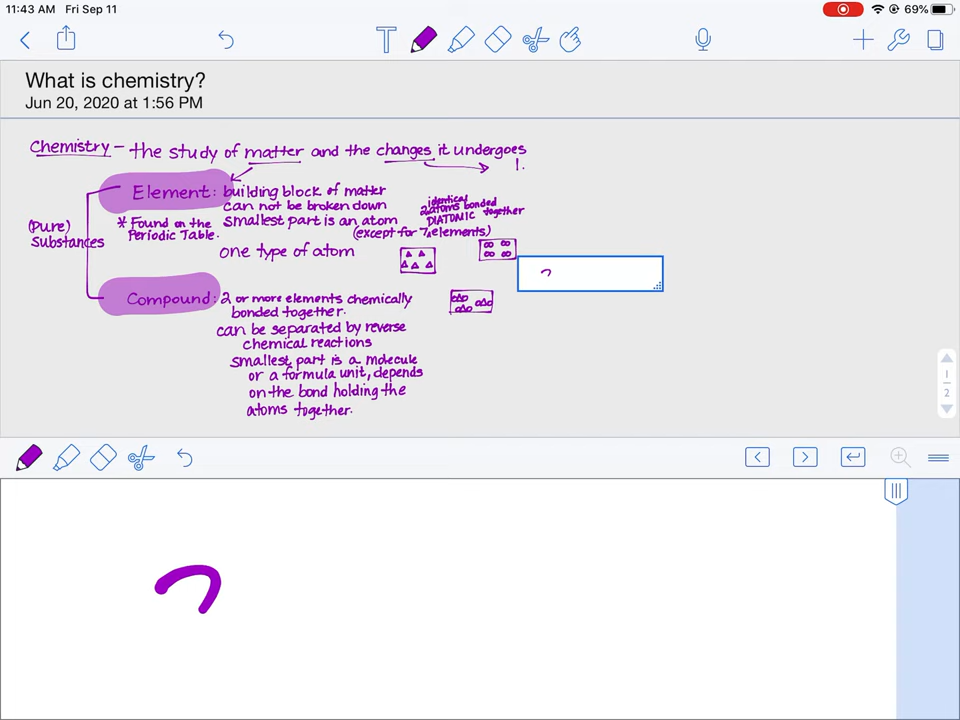 11:43 AM Fri Sep 11
69%
What is chemistry?
Jun 20, 2020 at 1:56 PM
Chemistry – the study of matter and the changes it undergoes
1.
Element: building block of matter
can not be broken down
smallest part is an atom
(except for 7 elements)
identical
2 atoms bonded
DIATOMIC together
* Found on the
Periodic Table.
one type of atom
(Pure)
Substances
Compound: 2 or more elements chemically
bonded together.
can be separated by reverse
chemical reactions
smallest part is a molecule
or a formula unit, depends
on the bond holding the
atoms together.
1
2